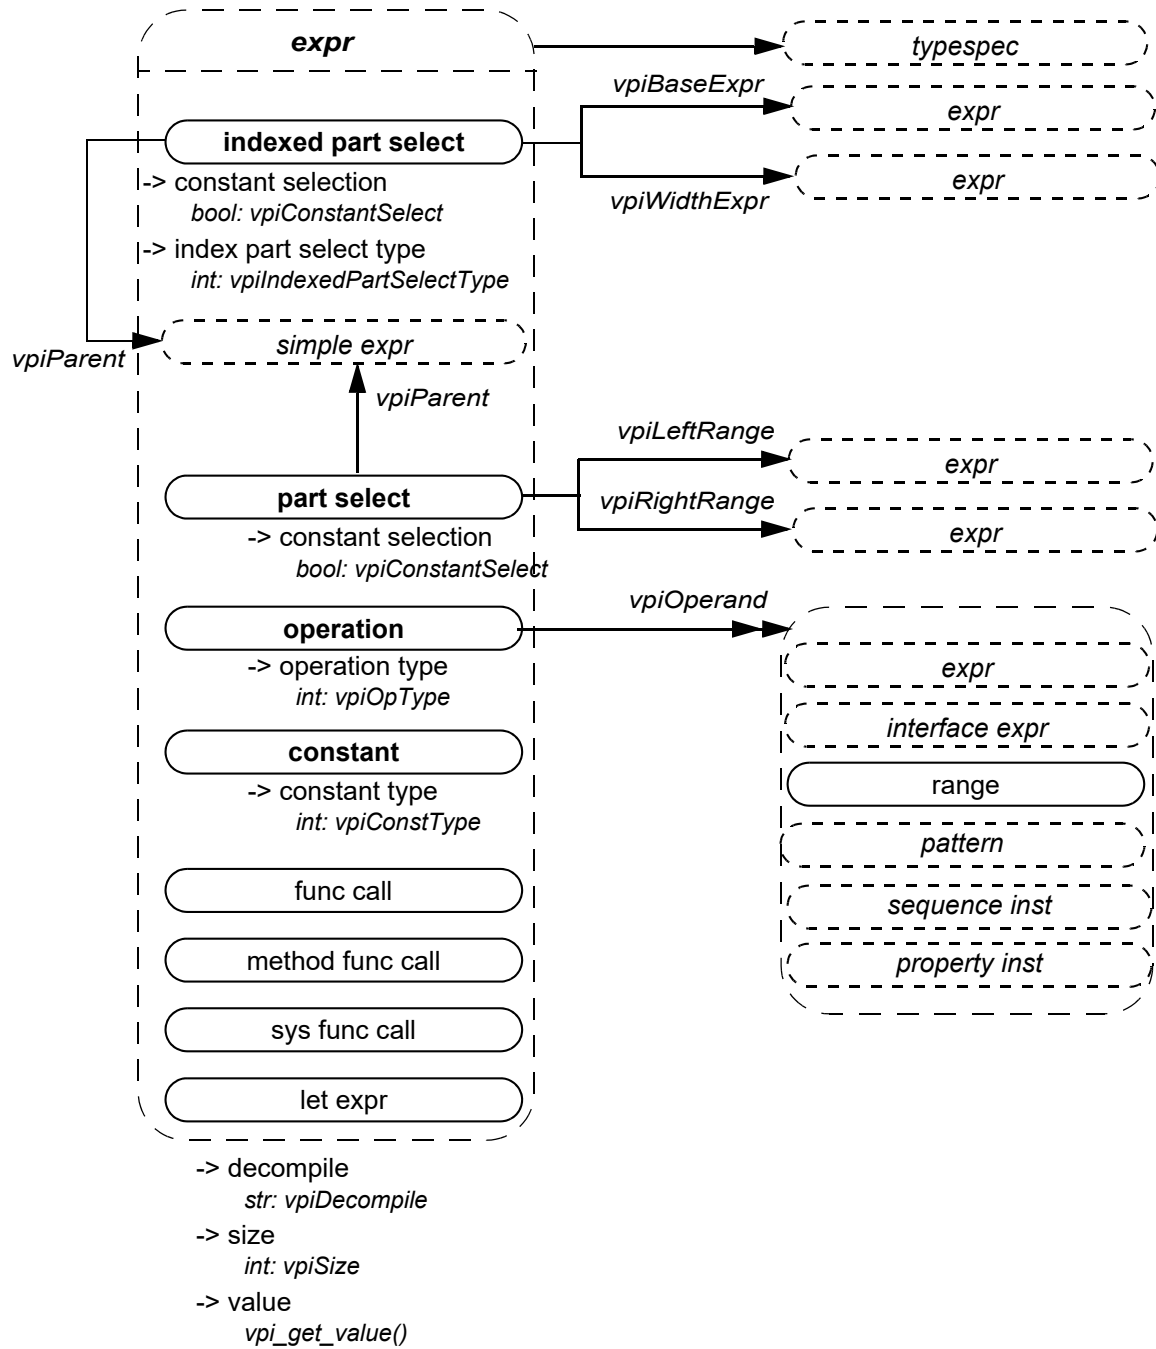 expr
typespec
vpiBaseExpr
expr
indexed part select
expr
vpiWidthExpr
-> constant selection
bool: vpiConstantSelect
-> index part select type
int: vpiIndexedPartSelectType
simple expr
vpiParent
vpiParent
vpiLeftRange
expr
part select
vpiRightRange
expr
-> constant selection
bool: vpiConstantSelect
vpiOperand
operation
-> operation type
int: vpiOpType
expr
interface expr
constant
range
-> constant type
int: vpiConstType
pattern
func call
sequence inst
method func call
property inst
sys func call
let expr
-> decompile
str: vpiDecompile
-> size
int: vpiSize
-> value
vpi_get_value()